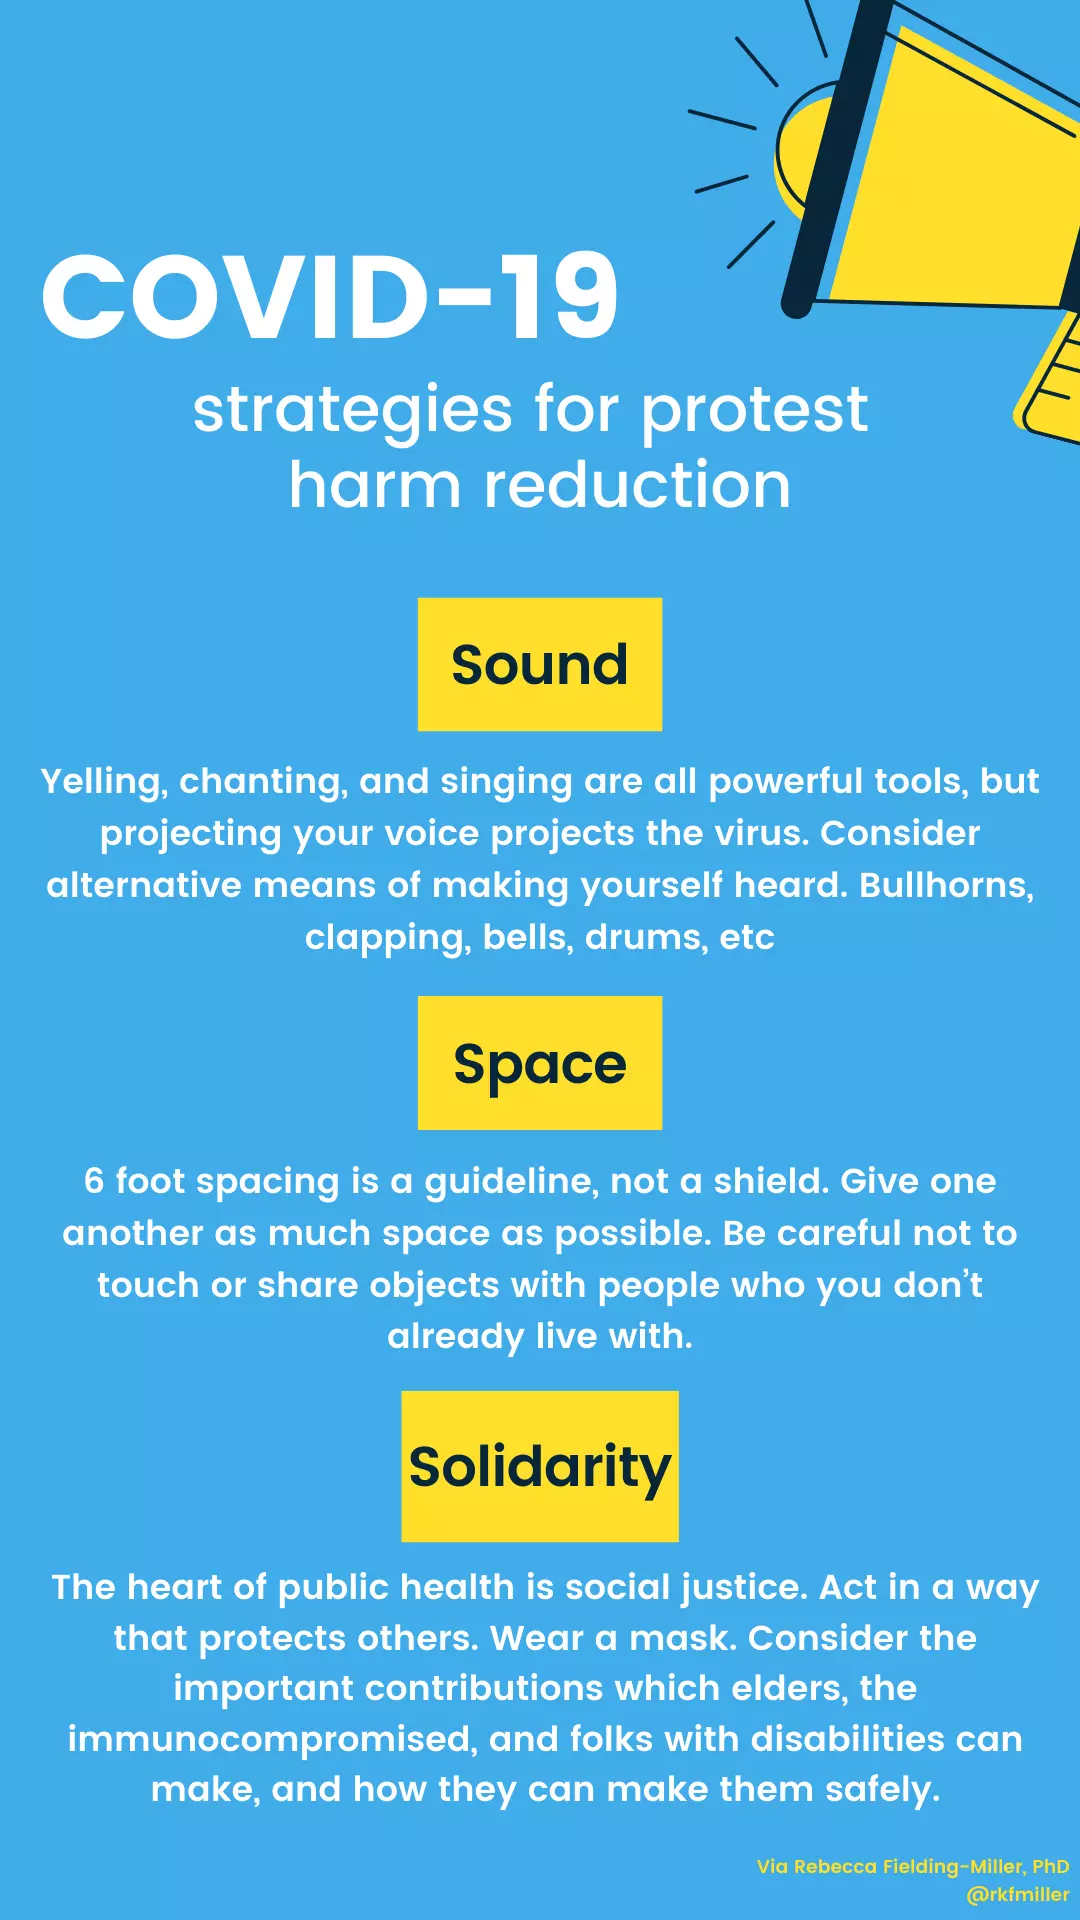 COVID-19
strategies for protest
harm reduction
Sound
Yelling, chanting, and singing are all powerful tools, but
projecting your voice projects the virus. Consider
alternative means of making yourself heard. Bullhorns,
clapping, bells, drums, etc
Space
6 foot spacing is a guideline, not a shield. Give one
another as much space as possible. Be careful not to
touch or share objects with people who you don’t
already live with.
Solidarity
The heart of public health is social justice. Act in a way
that protects others. Wear a mask. Consider the
important contributions which elders, the
immunocompromised, and folks with disabilities can
make, and how they can make them safely.
Via Rebecca Fielding-Miller, PhD
@rkfmiller